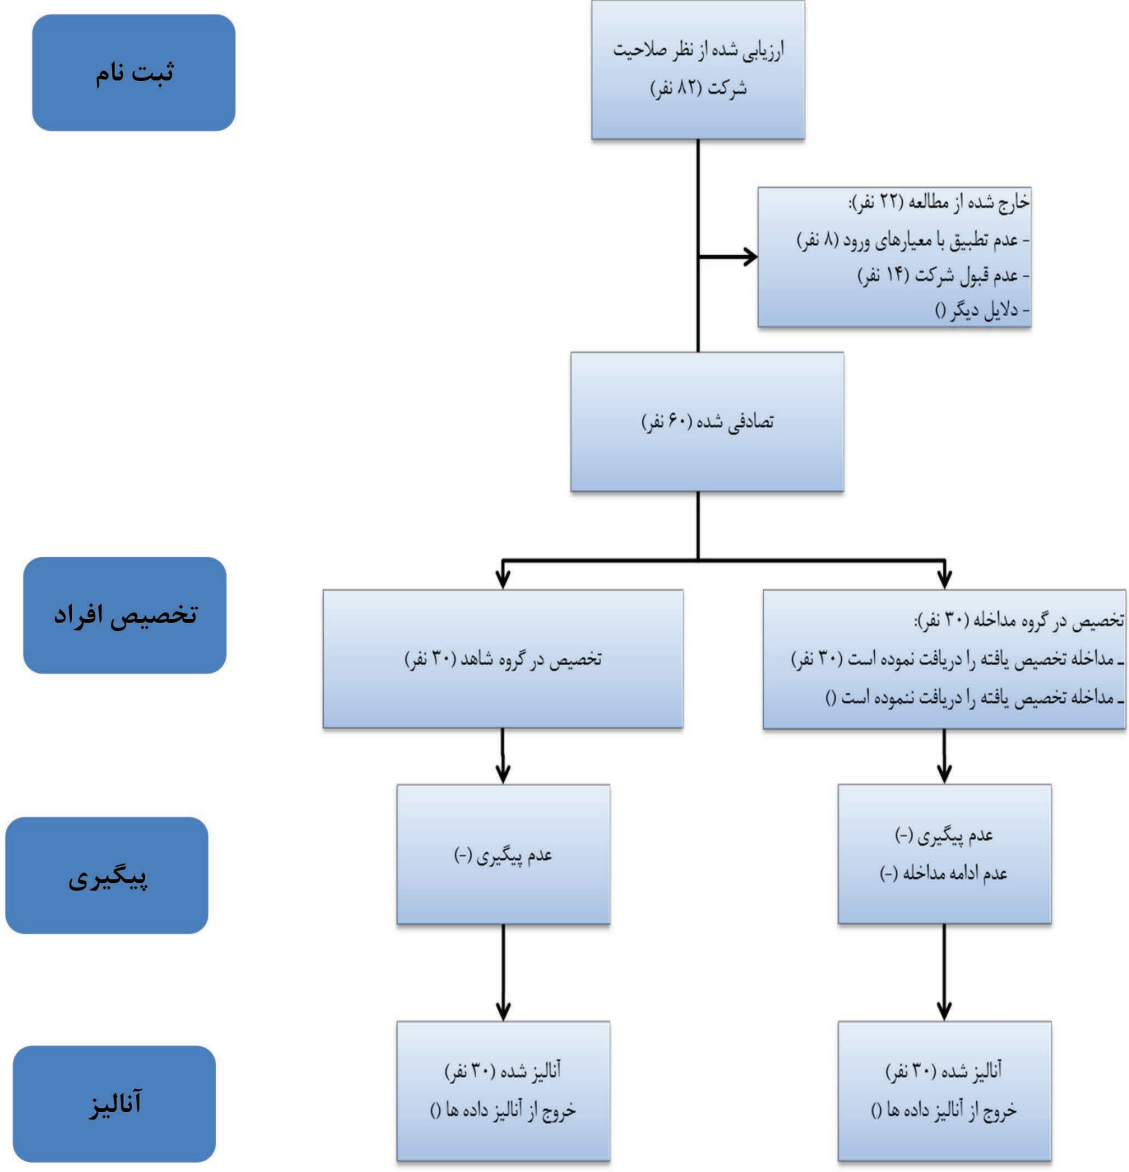 ثبت نام
ارزیابی شده از نظر صلاحیت
شرکت (۸۲ نفر)
خارج شده از مطالعه (۲۲ نفر):
- عدم تطبیق با معیارهای ورود (۸ نفر)
- عدم قبول شرکت (۱۴ نفر)
- دلایل دیگر ()
تصادفی شده (۶۰ نفر)
تخصیص افراد
تخصیص در گروه مداخله (۳۰ نفر):
ـ مداخله تخصیص یافته را دریافت نموده است (۳۰ نفر)
ـ مداخله تخصیص یافته را دریافت ننموده است ()
تخصیص در گروه شاهد (۳۰ نفر)
پیگیری
عدم پیگیری (-)
عدم ادامه مداخله (-)
عدم پیگیری (-)
آنالیز
آنالیز شده (۳۰ نفر)
خروج از آنالیز داده ها ()
آنالیز شده (۳۰ نفر)
خروج از آنالیز داده ها ()